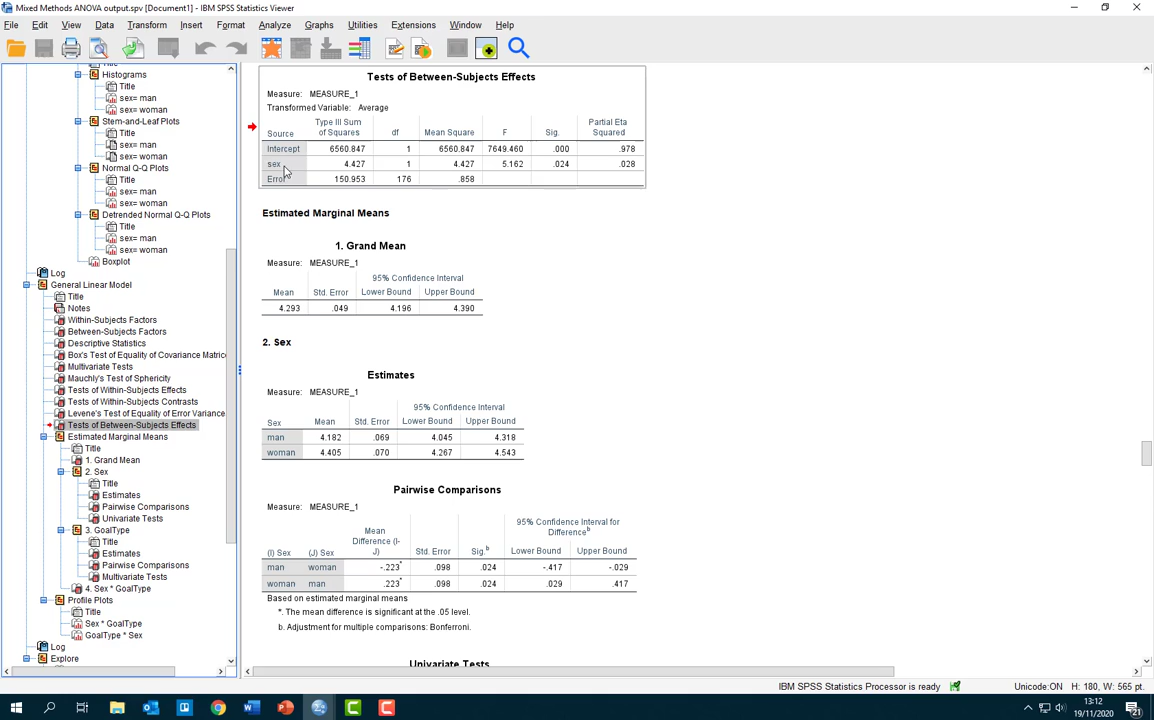 Mixed Methods ANOVA output.spv [Document1] - IBM SPSS Statistics Viewer
File Edit View Data Transform Insert Format Analyze Graphs Utilities Extensions Window Help
Histograms
Title
sex= man
sex= woman
Stem-and-Leaf Plots
Title
sex= man
sex= woman
Normal Q-Q Plots
Title
sex= man
sex= woman
Detrended Normal Q-Q Plots
Title
sex= man
sex= woman
Boxplot
Log
General Linear Model
Title
Notes
Within-Subjects Factors
Between-Subjects Factors
Descriptive Statistics
Box's Test of Equality of Covariance Matrice
Multivariate Tests
Mauchly's Test of Sphericity
Tests of Within-Subjects Effects
Tests of Within-Subjects Contrasts
Levene's Test of Equality of Error Variance
Tests of Between-Subjects Effects
Estimated Marginal Means
Title
1. Grand Mean
2. Sex
Title
Estimates
Pairwise Comparisons
Univariate Tests
3. GoalType
Title
Estimates
Pairwise Comparisons
Multivariate Tests
4. Sex * GoalType
Profile Plots
Title
Sex * GoalType
GoalType * Sex
Log
Explore
Tests of Between-Subjects Effects
Measure: MEASURE_1
Transformed Variable: Average
Source Type III Sum of Squares df Mean Square F Sig. Partial Eta Squared
Intercept 6560.847 1 6560.847 7649.460 .000 .978
sex 4.427 1 4.427 5.162 .024 .028
Error 150.953 176 .858
Estimated Marginal Means
1. Grand Mean
Measure: MEASURE_1
95% Confidence Interval
Mean Std. Error Lower Bound Upper Bound
4.293 .049 4.196 4.390
2. Sex
Estimates
Measure: MEASURE_1
95% Confidence Interval
Sex Mean Std. Error Lower Bound Upper Bound
man 4.182 .069 4.045 4.318
woman 4.405 .070 4.267 4.543
Pairwise Comparisons
Measure: MEASURE_1
95% Confidence Interval for Difference b
(I) Sex (J) Sex Mean Difference (I-J) Std. Error Sig. b Lower Bound Upper Bound
man woman -.223* .098 .024 -.417 -.029
woman man .223* .098 .024 .029 .417
Based on estimated marginal means
*. The mean difference is significant at the .05 level.
b. Adjustment for multiple comparisons: Bonferroni.
Univariate Tests
IBM SPSS Statistics Processor is ready Unicode:ON H: 180, W: 565 pt.
13:12
19/11/2020
21